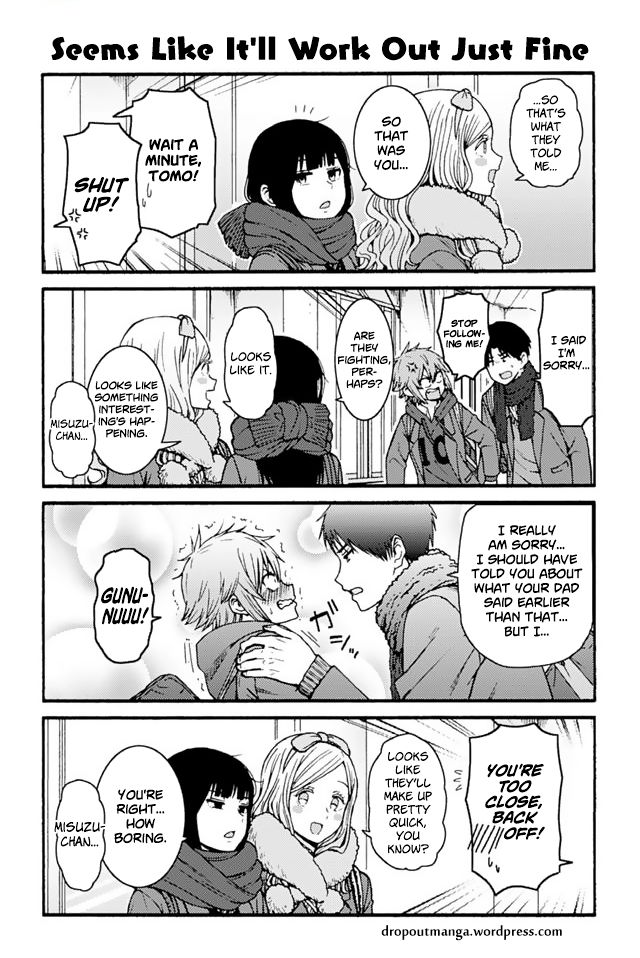 Seems Like It'll Work Out Just Fine
...SO
THAT'S
WHAT
THEY
TOLD
ME...
SO
THAT
WAS
YOU...
WAIT
A
MINUTE,
TOMO!
SHUT
UP!
I SAID
I'M
SORRY...
STOP
FOLLOW-
ING ME!
ARE
THEY
FIGHTING,
PER-
HAPS?
LOOKS
LIKE IT.
LOOKS LIKE
SOMETHING
INTEREST-
ING'S HAP-
PENING.
MISUZU-
CHAN...
I REALLY
AM SORRY...
I SHOULD HAVE
TOLD YOU ABOUT
WHAT YOUR DAD
SAID EARLIER
THAN THAT...
BUT I...
ガシッ
GUNU-
NUUU!
YOU'RE
TOO
CLOSE,
BACK
OFF!
LOOKS
LIKE
THEY'LL
MAKE UP
PRETTY
QUICK,
YOU
KNOW?
YOU'RE
RIGHT...
HOW
BORING.
MISUZU-
CHAN...
dropoutmanga.wordpress.com